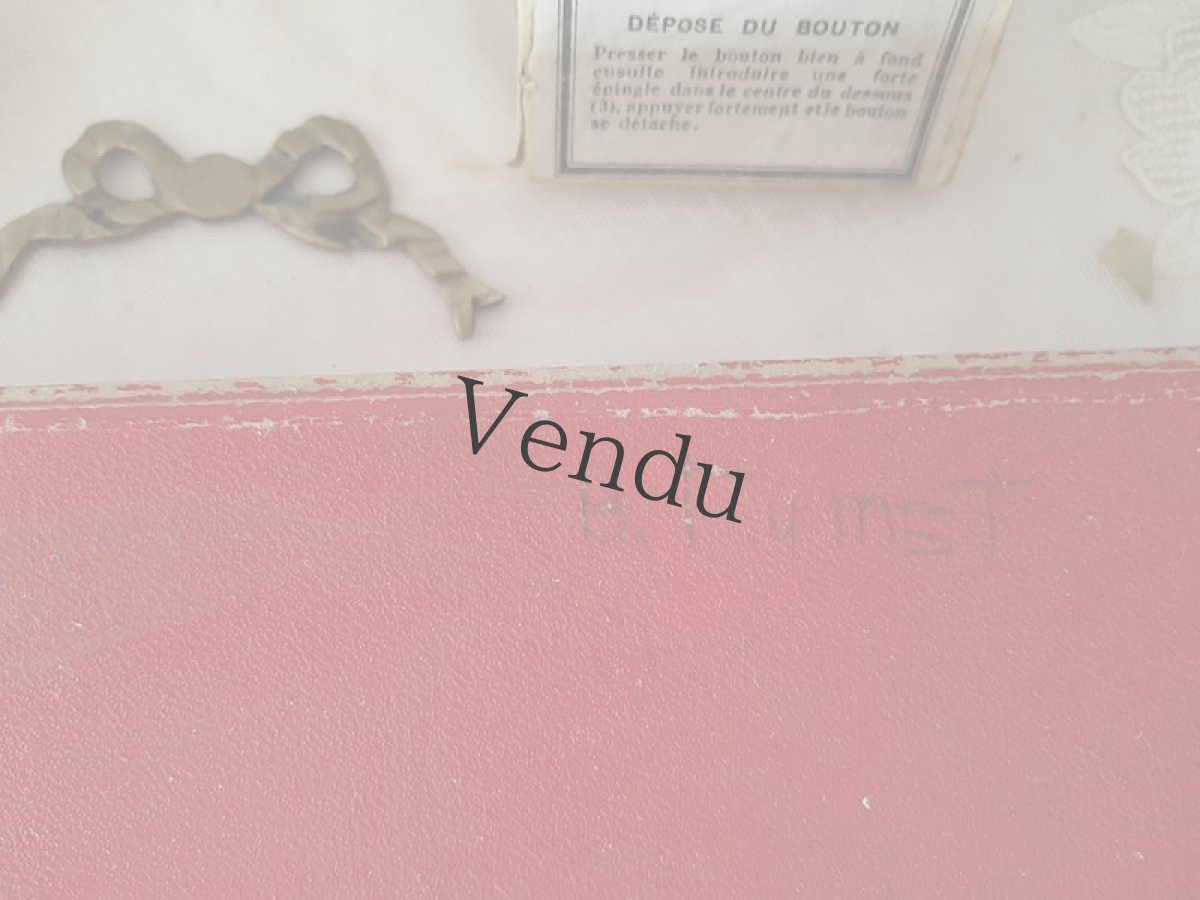 DÉPOSE DU BOUTON
Presser le bouton bien à fond
ensuite introduire une forte
épingle dans le centre du dessous
(3), appuyer fortement et le bouton
se détache.
Vendu